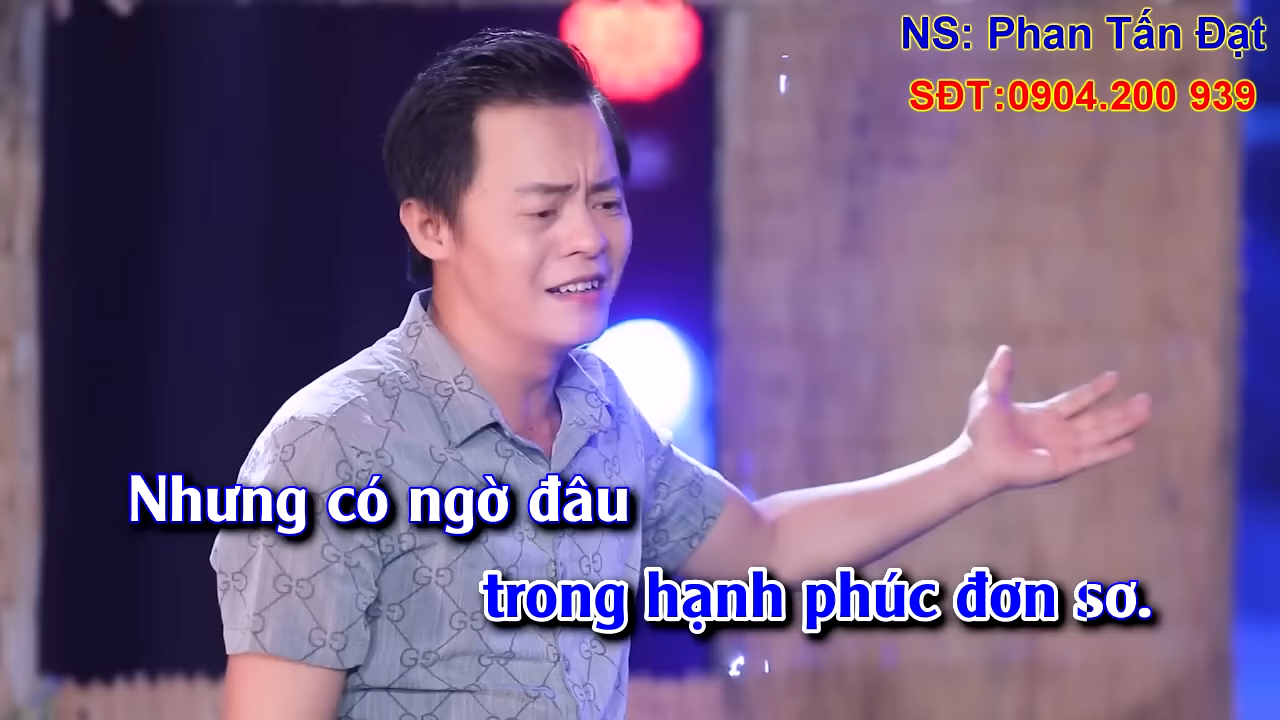 NS: Phan Tấn Đạt
SĐT:0904.200 939
Nhưng có ngờ đâu
trong hạnh phúc đơn sơ.